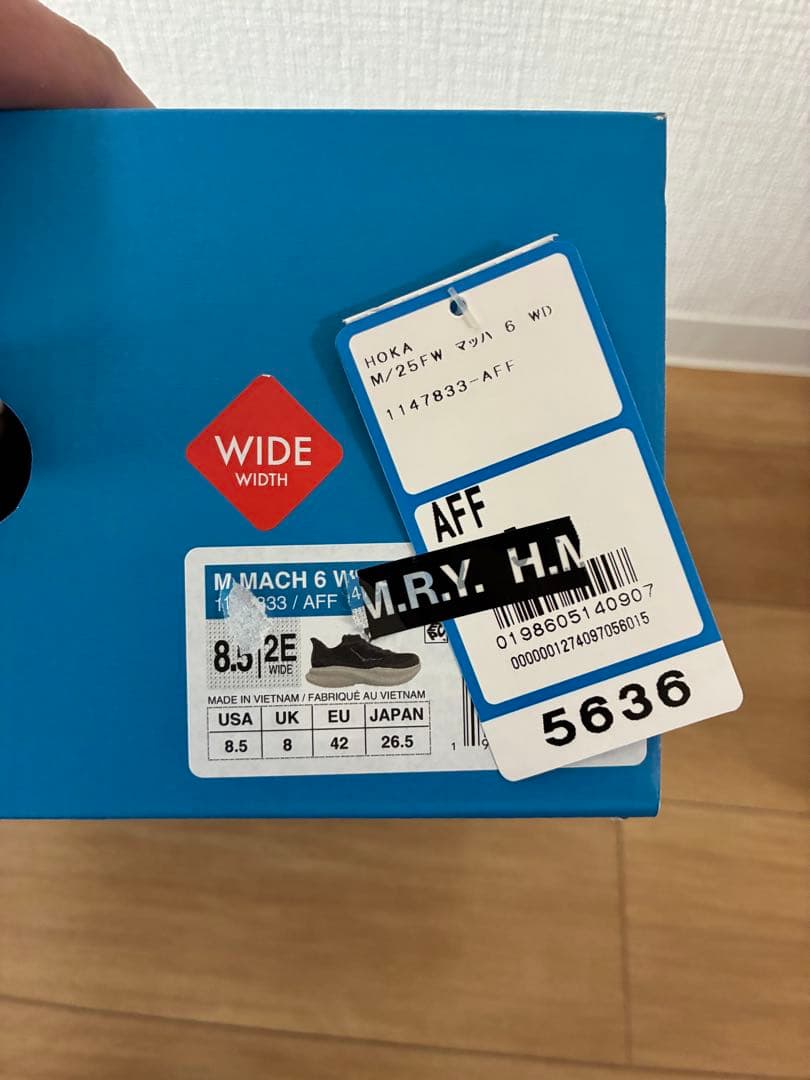 HOKA
M/25FW マッハ 6 WD
1147833-AFF
AFF
M.R.Y. H.M
0198605140907
0000001274097056015
5636
WIDE
WIDTH
M MACH 6 W
/ AFF
8.5 2E
WIDE
MADE IN VIETNAM / FABRIQUÉ AU VIETNAM
USA UK EU JAPAN
8.5 8 42 26.5